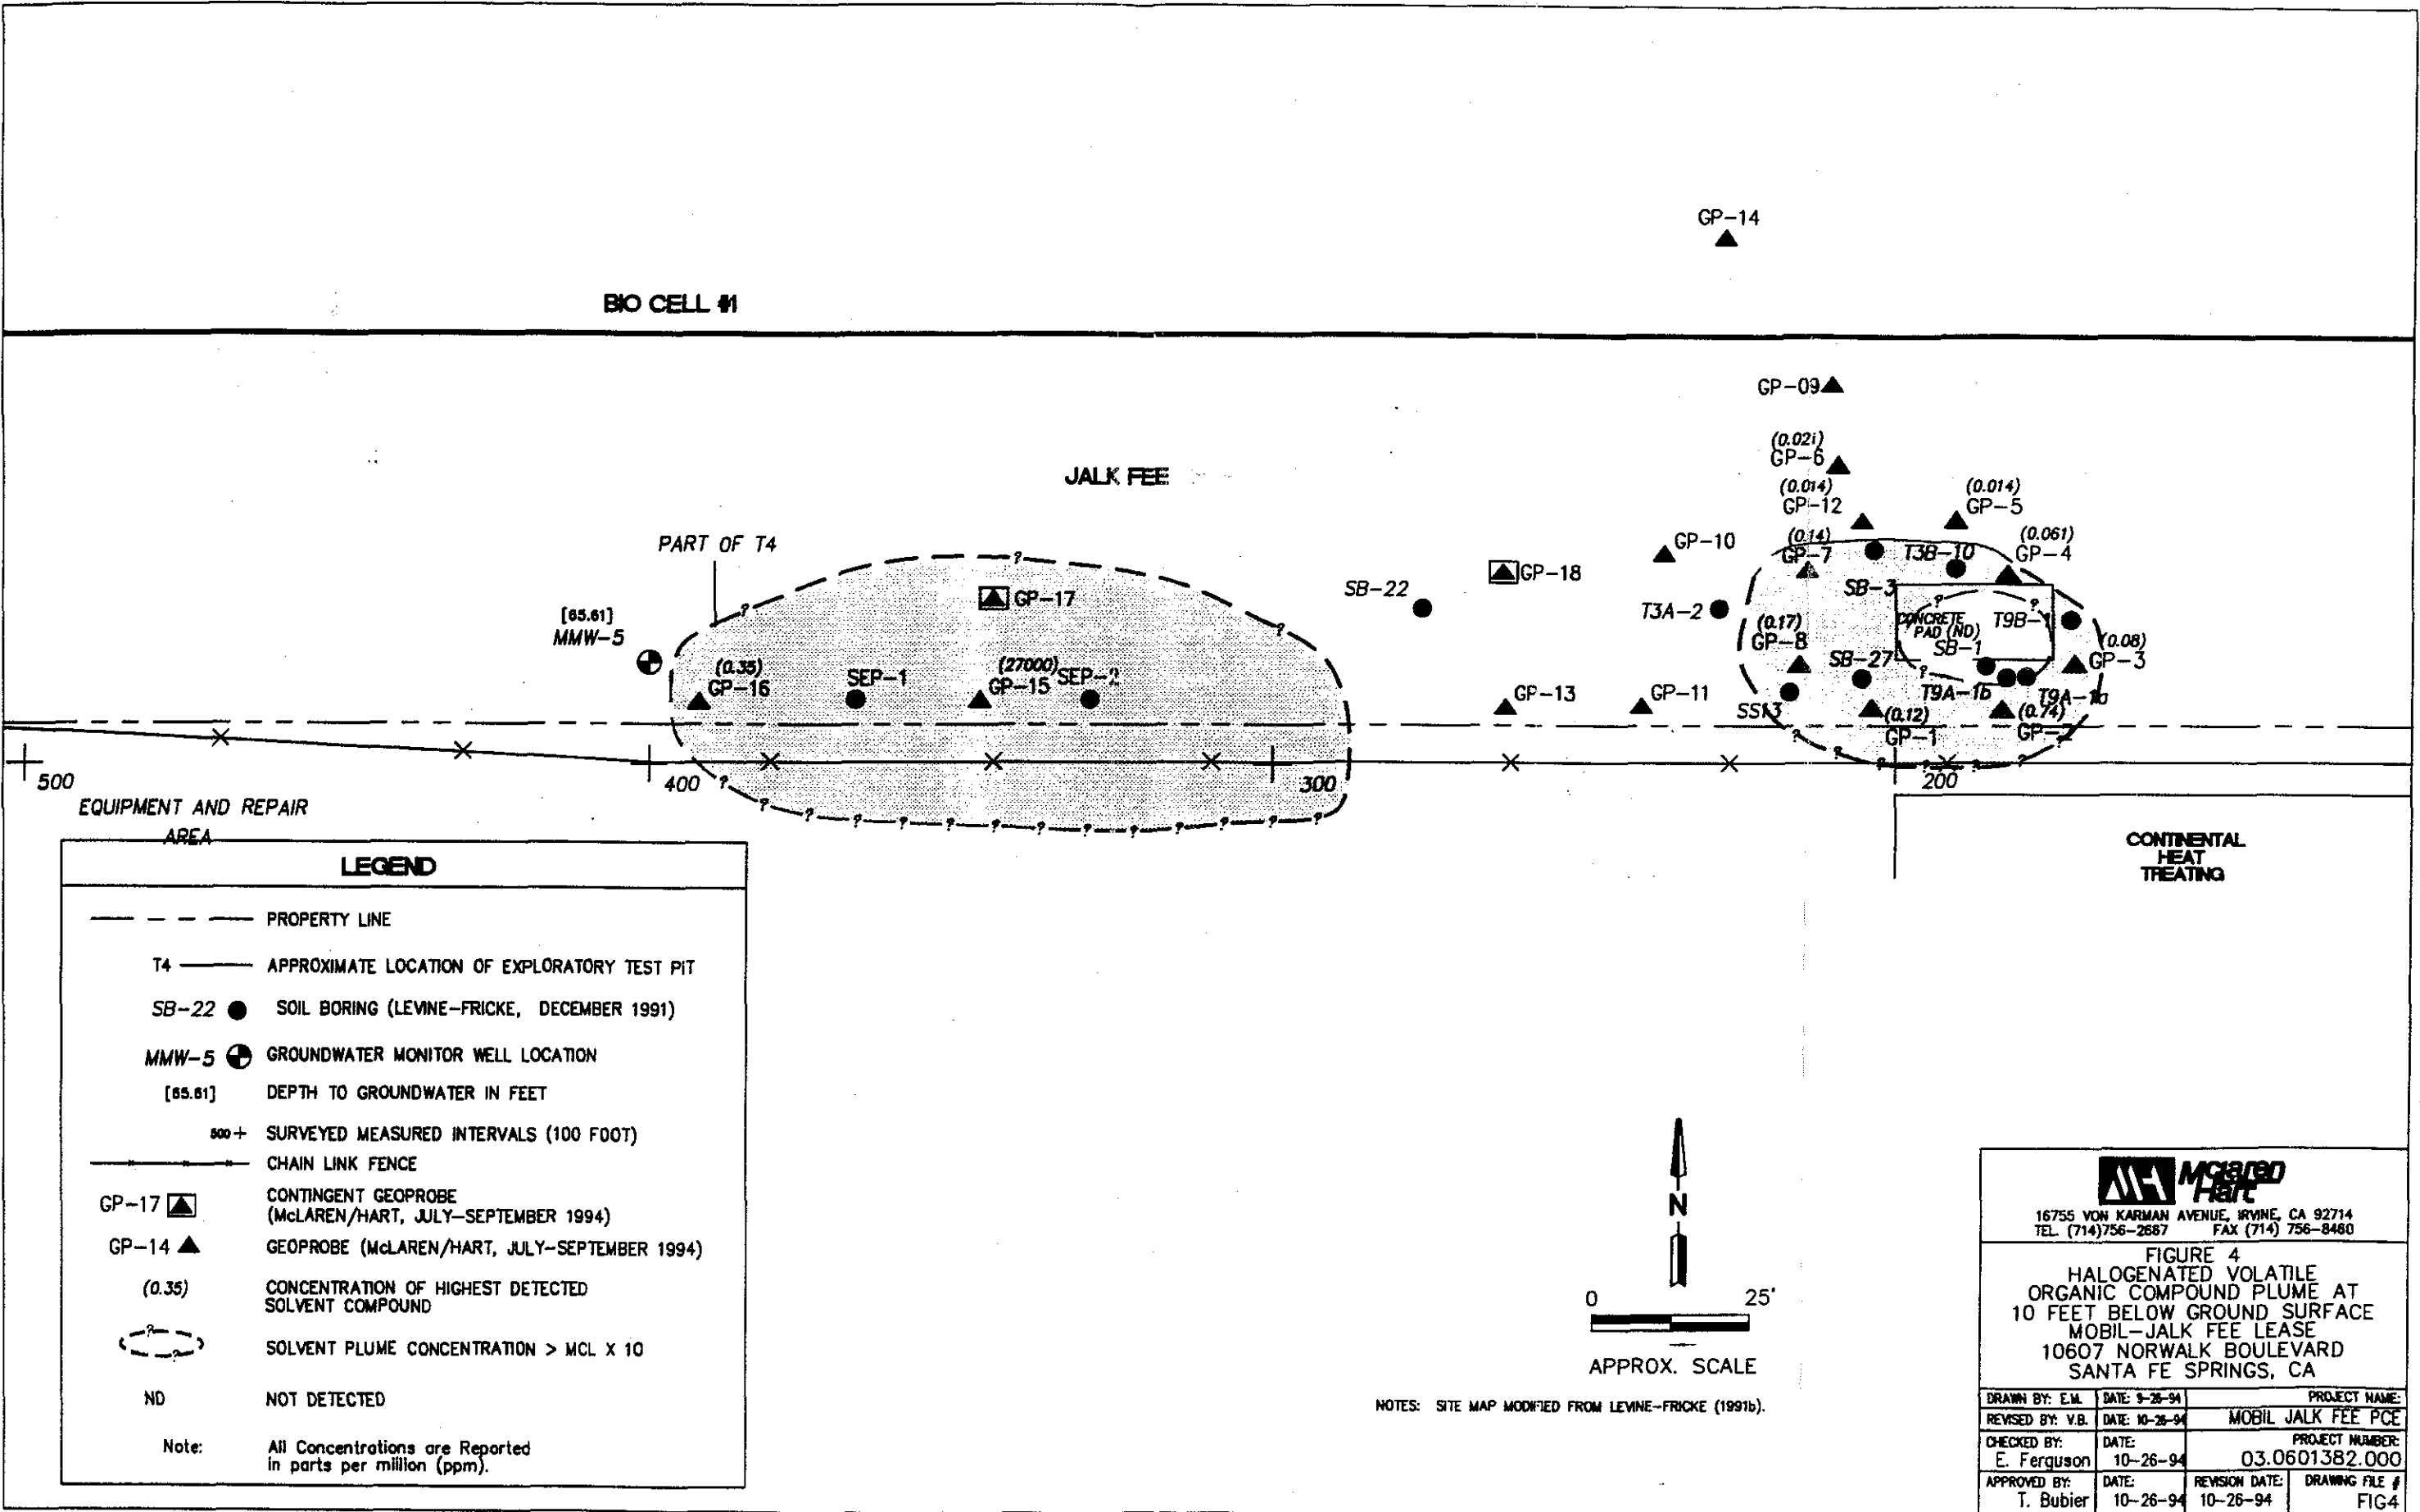 GP-14
BIO CELL #1
GP-09
(0.021)
GP-6
JALK FEE
(0.014)
GP-12
(0.014)
GP-5
PART OF T4
GP-10
(0.14)
GP-7
T3B-10
(0.061)
GP-4
GP-18
SB-22
SB-3
GP-17
T3A-2
[65.61]
MMW-5
(0.17)
GP-8
CONCRETE
PAD (ND)
T9B-1
SB-1
(0.08)
GP-3
(0.35)
GP-16
SEP-1
(27000)
GP-15
SEP-2
SB-27
GP-13
GP-11
SS13
T9A-1b
T9A-1a
(0.12)
GP-1
(0.74)
GP-2
500
400
300
200
EQUIPMENT AND REPAIR
AREA
CONTINENTAL
HEAT
TREATING
LEGEND
PROPERTY LINE
T4 APPROXIMATE LOCATION OF EXPLORATORY TEST PIT
SB-22 SOIL BORING (LEVINE-FRICKE, DECEMBER 1991)
MMW-5 GROUNDWATER MONITOR WELL LOCATION
[65.61] DEPTH TO GROUNDWATER IN FEET
500+ SURVEYED MEASURED INTERVALS (100 FOOT)
CHAIN LINK FENCE
GP-17 CONTINGENT GEOPROBE
(McLAREN/HART, JULY-SEPTEMBER 1994)
GP-14 GEOPROBE (McLAREN/HART, JULY-SEPTEMBER 1994)
(0.35) CONCENTRATION OF HIGHEST DETECTED
SOLVENT COMPOUND
SOLVENT PLUME CONCENTRATION > MCL X 10
ND NOT DETECTED
Note: All Concentrations are Reported
in parts per million (ppm).
N
0 25'
APPROX. SCALE
NOTES: SITE MAP MODIFIED FROM LEVINE-FRICKE (1991b).
McLaren
Hart
16755 VON KARMAN AVENUE, IRVINE, CA 92714
TEL. (714)756-2667 FAX (714) 756-8460
FIGURE 4
HALOGENATED VOLATILE
ORGANIC COMPOUND PLUME AT
10 FEET BELOW GROUND SURFACE
MOBIL-JALK FEE LEASE
10607 NORWALK BOULEVARD
SANTA FE SPRINGS, CA
DRAWN BY: E.M. DATE: 9-26-94 PROJECT NAME:
REVISED BY: V.B. DATE: 10-26-94 MOBIL JALK FEE PCE
CHECKED BY: DATE: PROJECT NUMBER:
E. Ferguson 10-26-94 03.0601382.000
APPROVED BY: DATE: REVISION DATE: DRAWING FILE #
T. Bubier 10-26-94 10-26-94 FIG4